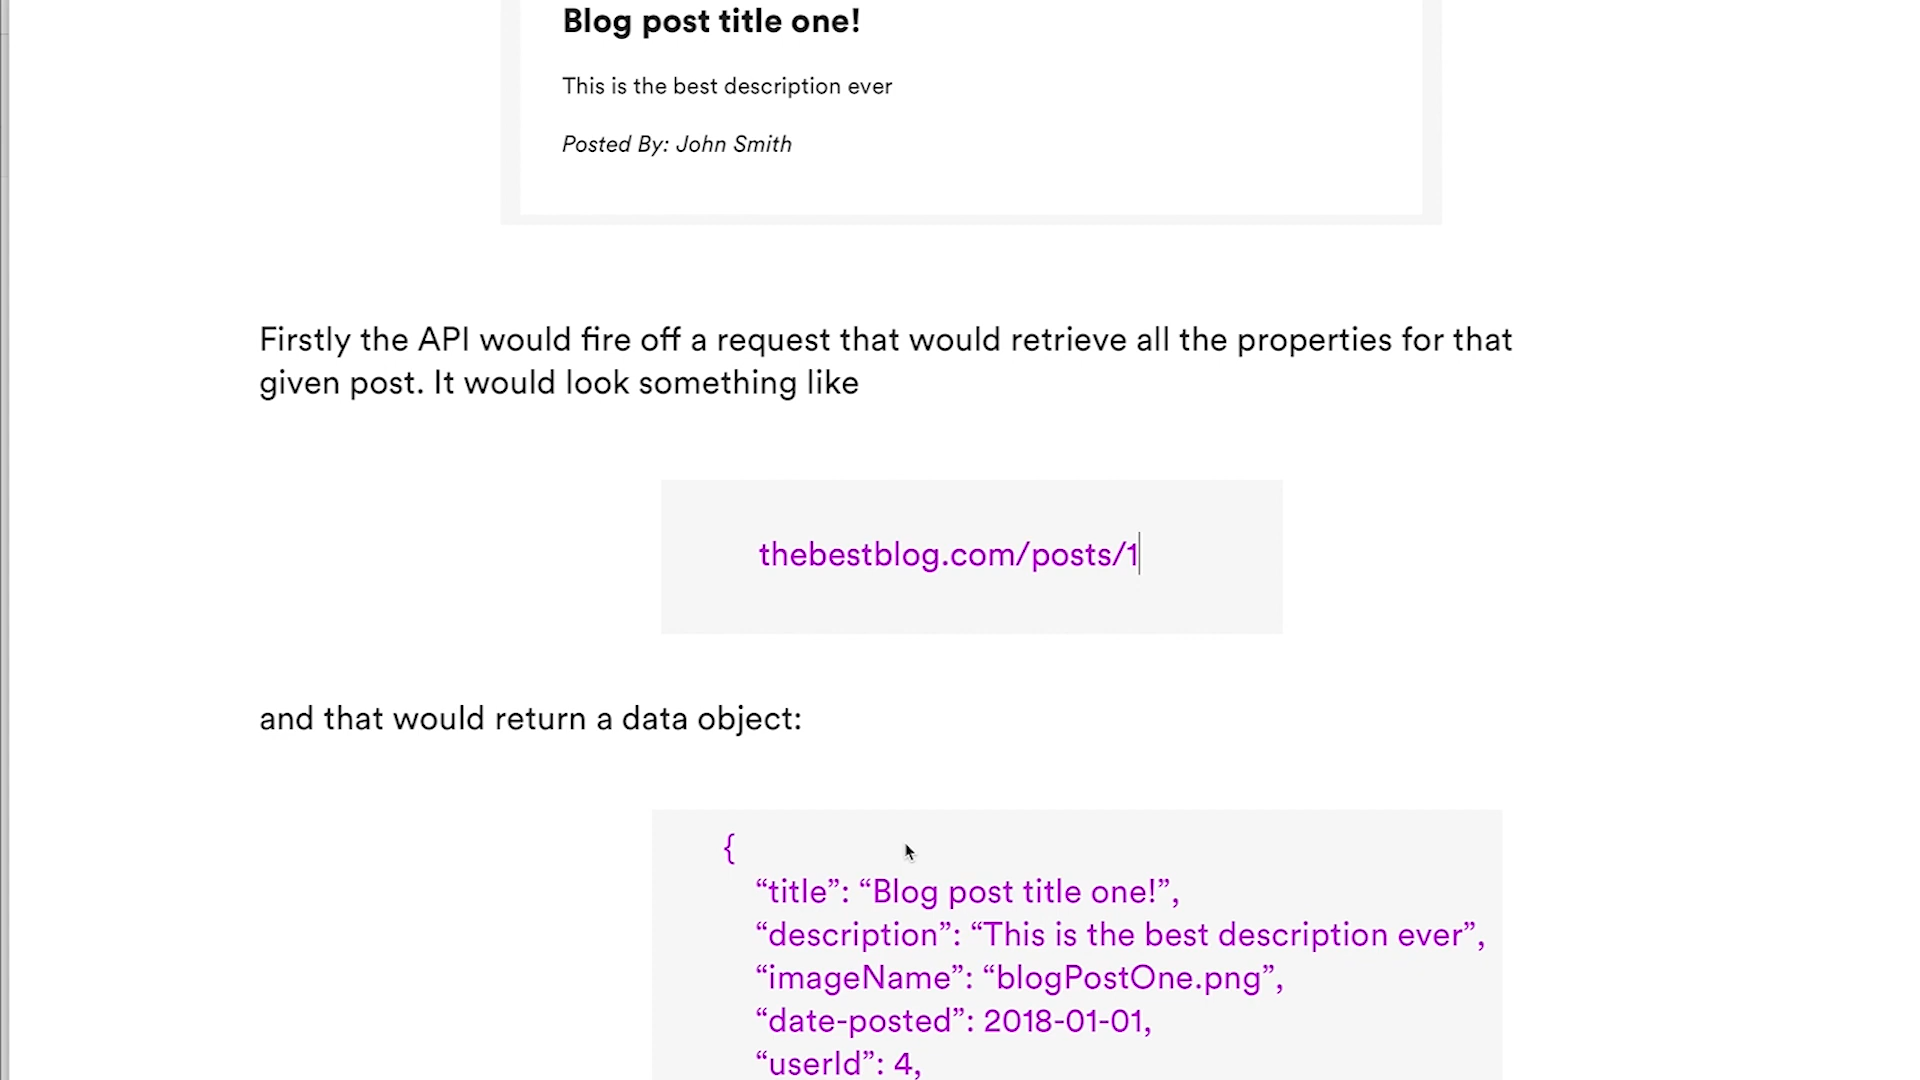 Blog post title one!
This is the best description ever
Posted By: John Smith
Firstly the API would fire off a request that would retrieve all the properties for that
given post. It would look something like
thebestblog.com/posts/1
and that would return a data object:
{
“title”: “Blog post title one!”,
“description”: “This is the best description ever”,
“imageName”: “blogPostOne.png”,
“date-posted”: 2018-01-01,
“userId”: 4,